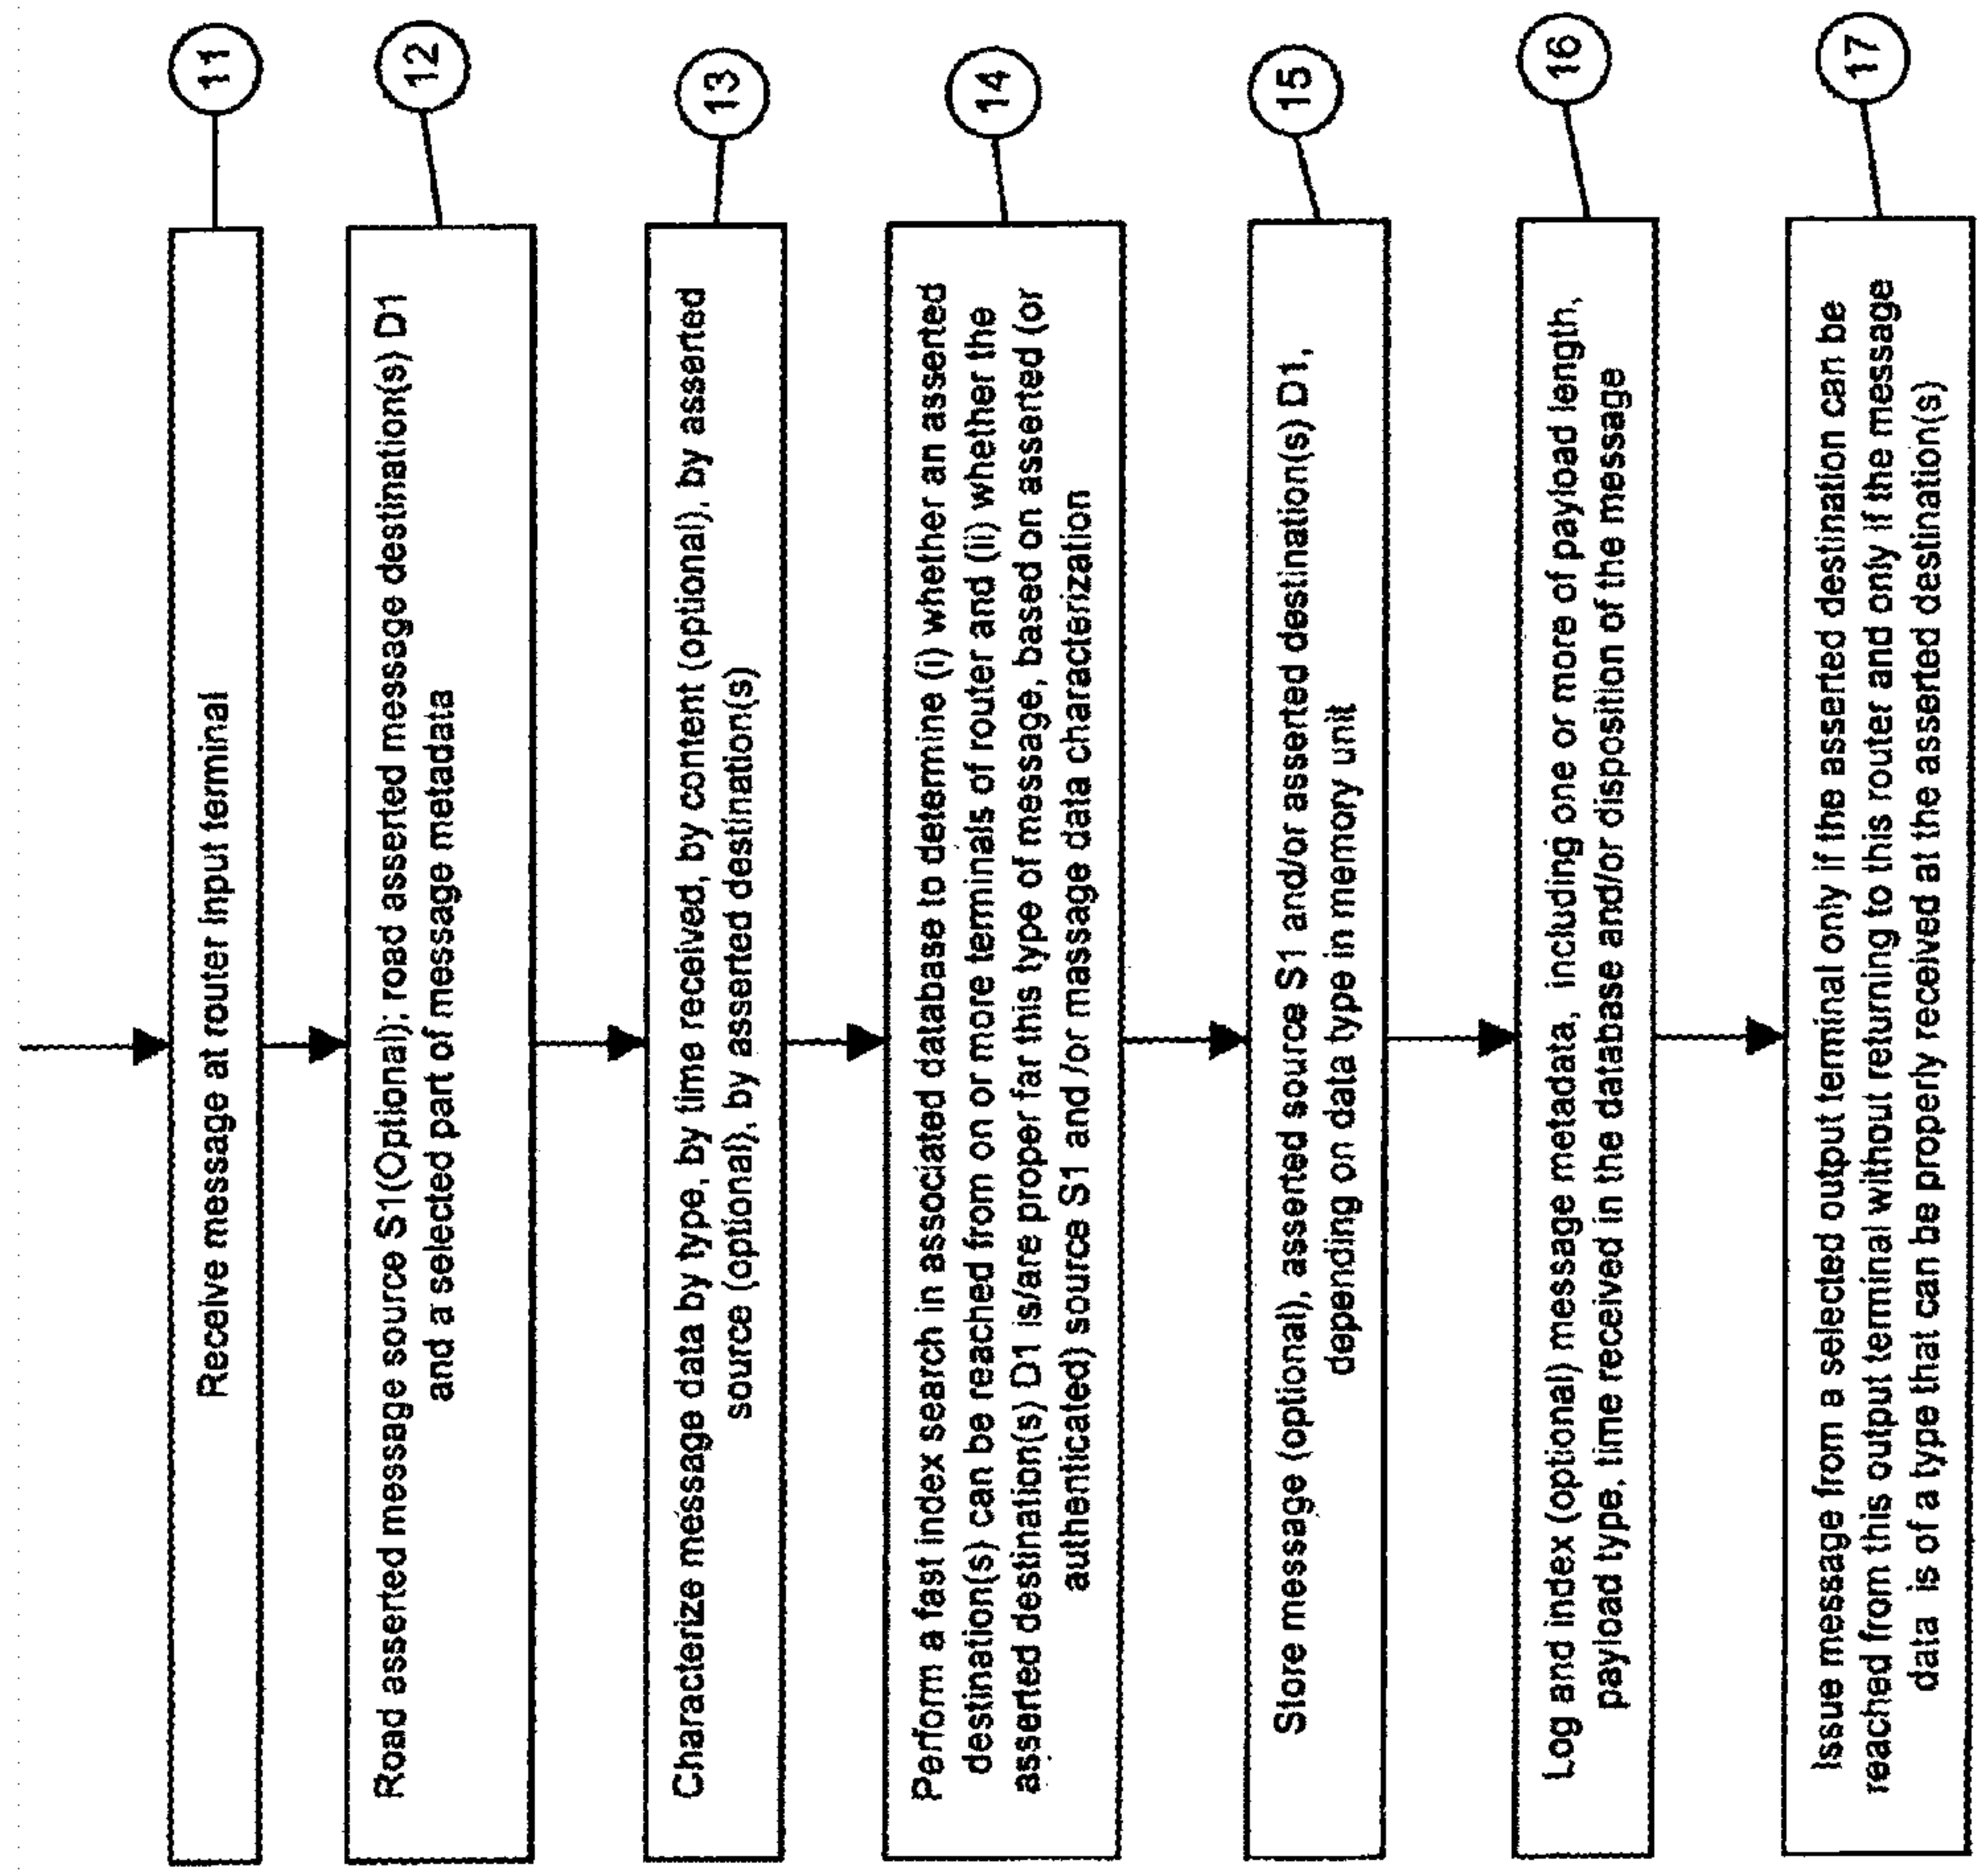 Receive message at router input terminal
11
Road asserted message source S1(Optional); road asserted message destination(s) D1
and a selected part of message metadata
12
Characterize message data by type, by time received, by content (optional), by asserted
source (optional), by asserted destination(s)
13
Perform a fast index search in associated database to determine (i) whether an asserted
destination(s) can be reached from on or more terminals of router and (ii) whether the
asserted destination(s) D1 is/are proper far this type of message, based on asserted (or
authenticated) source S1 and /or massage data characterization
14
Store message (optional), asserted source S1 and/or asserted destination(s) D1,
depending on data type in memory unit
15
Log and index (optional) message metadata, including one or more of payload length,
payload type, time received in the database and/or disposition of the message
16
Issue message from a selected output terminal only if the asserted destination can be
reached from this output terminal without returning to this router and only if the message
data is of a type that can be properly received at the asserted destination(s)
17